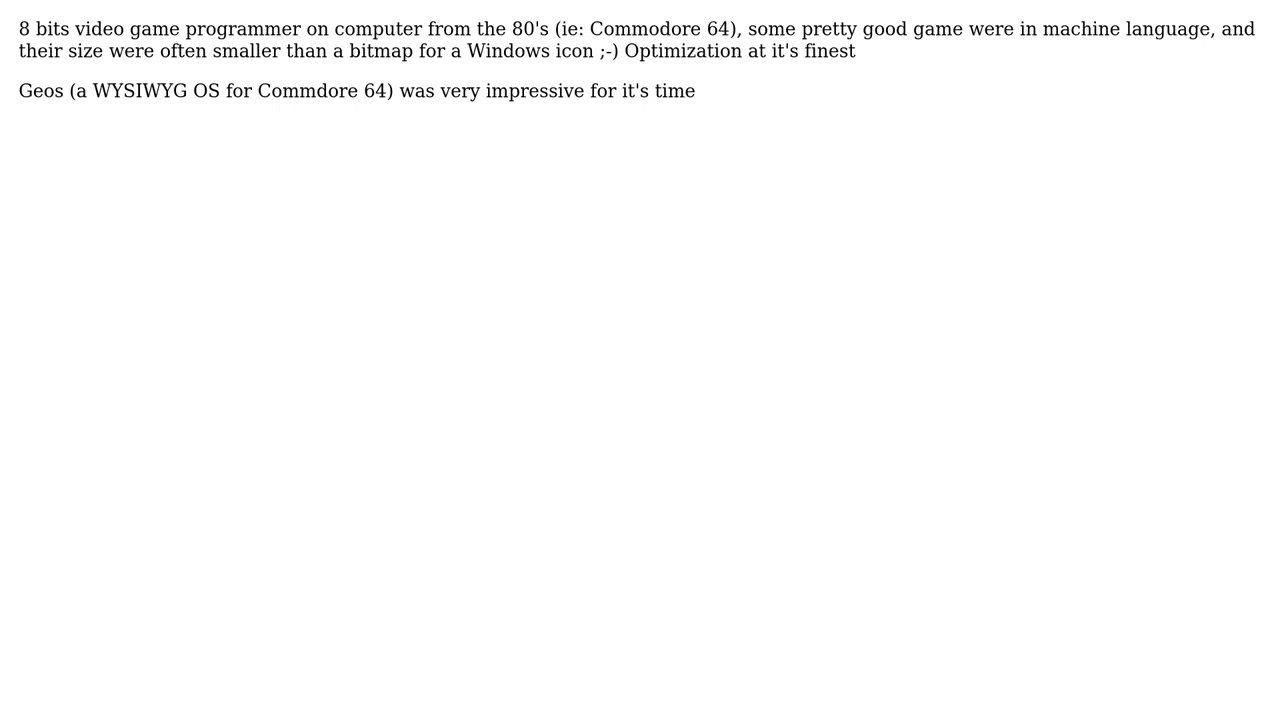 8 bits video game programmer on computer from the 80's (ie: Commodore 64), some pretty good game were in machine language, and
their size were often smaller than a bitmap for a Windows icon ;-) Optimization at it's finest
Geos (a WYSIWYG OS for Commdore 64) was very impressive for it's time